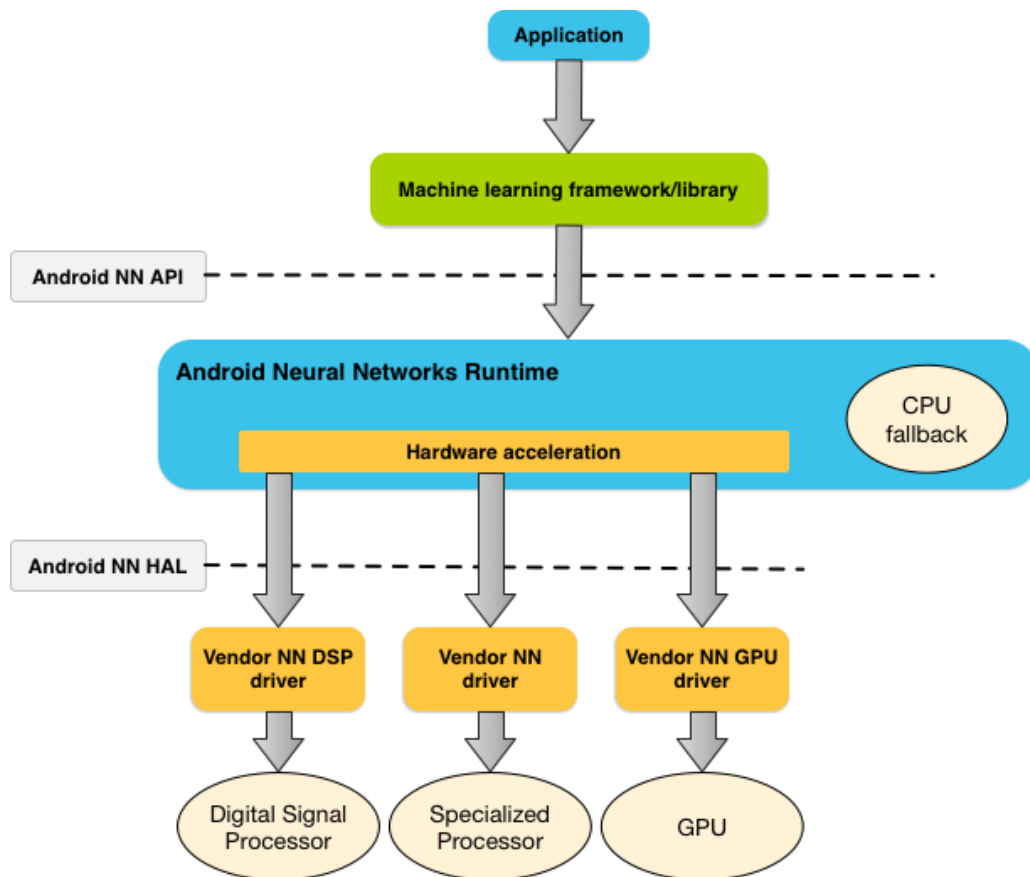 Application
Machine learning framework/library
Android NN API
Android Neural Networks Runtime
CPU
fallback
Hardware acceleration
Android NN HAL
Vendor NN DSP
driver
Vendor NN
driver
Vendor NN GPU
driver
Digital Signal
Processor
Specialized
Processor
GPU